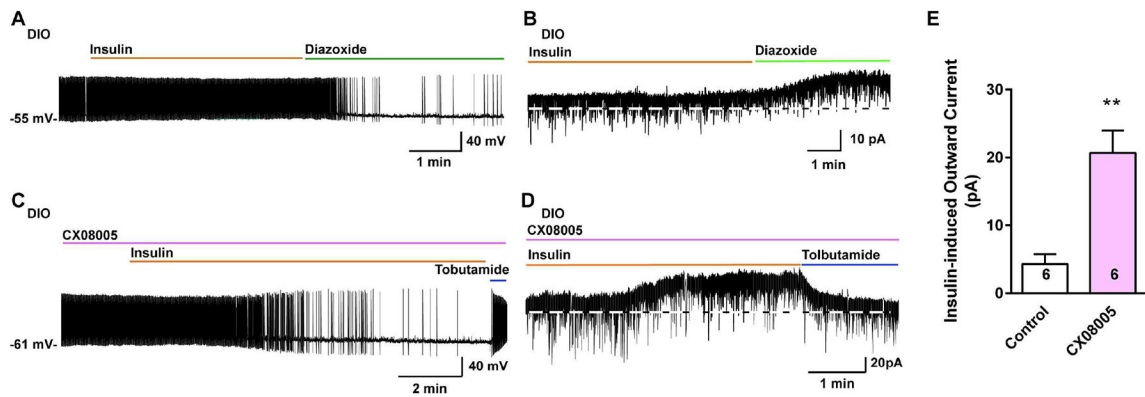 A
DIO
Insulin
Diazoxide
-55 mV-
40 mV
1 min
B
DIO
Insulin
Diazoxide
10 pA
1 min
C
DIO
CX08005
Insulin
Tobutamide
-61 mV-
40 mV
2 min
D
DIO
CX08005
Insulin
Tolbutamide
20pA
1 min
E
Insulin-induced Outward Current
(pA)
30
20
10
0
**
6
6
Control
CX08005